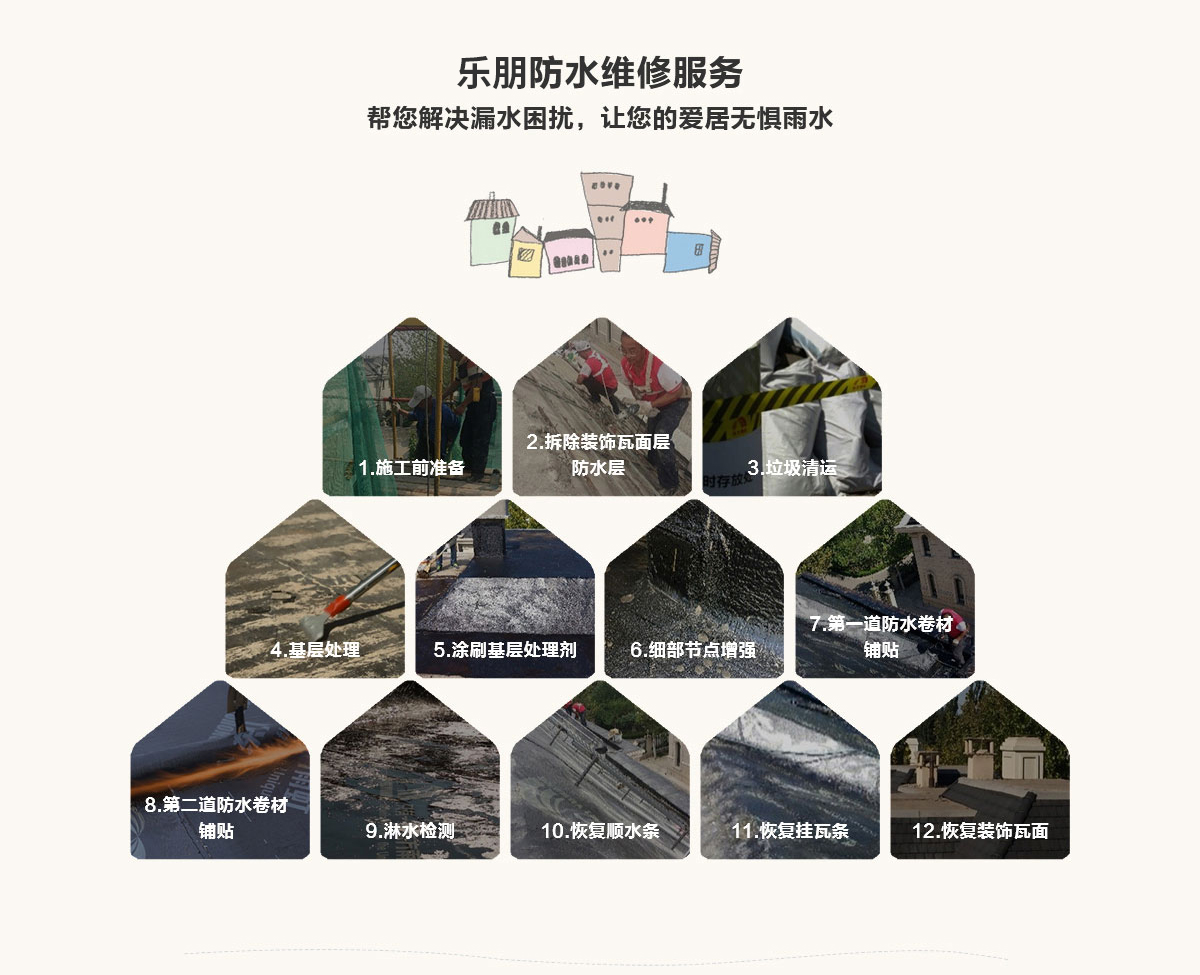 乐朋防水维修服务
帮您解决漏水困扰，让您的爱居无惧雨水
1.施工前准备
2.拆除装饰瓦面层
防水层
3.垃圾清运
时存放处
4.基层处理
5.涂刷基层处理剂
6.细部节点增强
7.第一道防水卷材
铺贴
8.第二道防水卷材
铺贴
9.淋水检测
10.恢复顺水条
11.恢复挂瓦条
12.恢复装饰瓦面